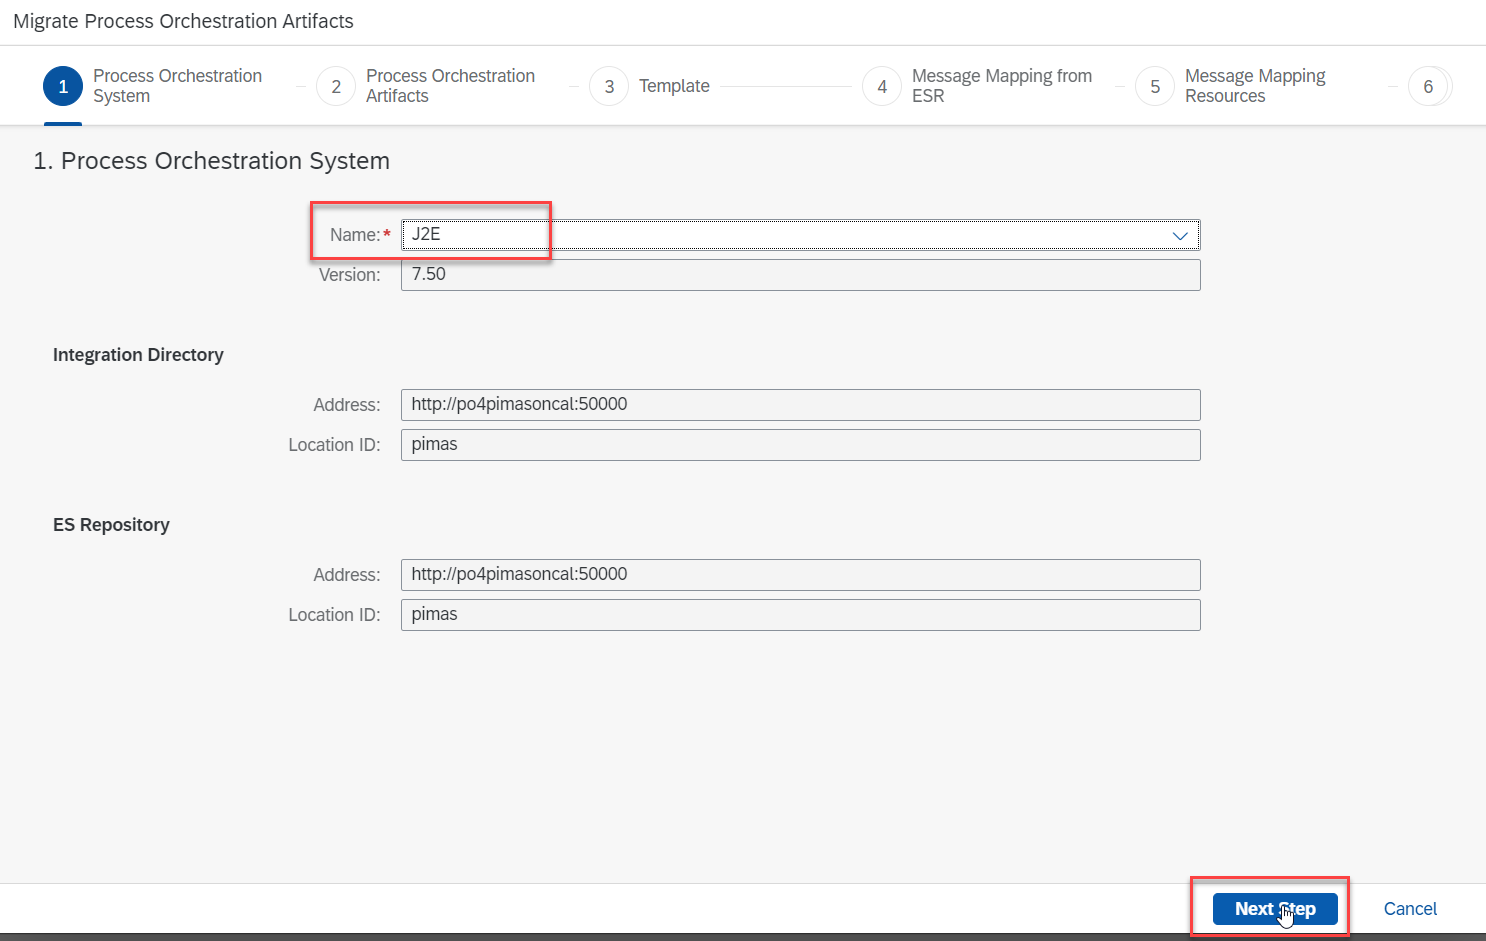 Migrate Process Orchestration Artifacts
1 Process Orchestration System
2 Process Orchestration Artifacts
3 Template
4 Message Mapping from ESR
5 Message Mapping Resources
6
1. Process Orchestration System
Name:* J2E
Version: 7.50
Integration Directory
Address: http://po4pimasoncal:50000
Location ID: pimas
ES Repository
Address: http://po4pimasoncal:50000
Location ID: pimas
Next Step Cancel